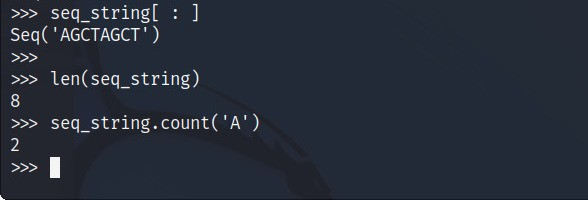 >>> seq_string[ : ]
Seq('AGCTAGCT')
>>>
>>> len(seq_string)
8
>>> seq_string.count('A')
2
>>>